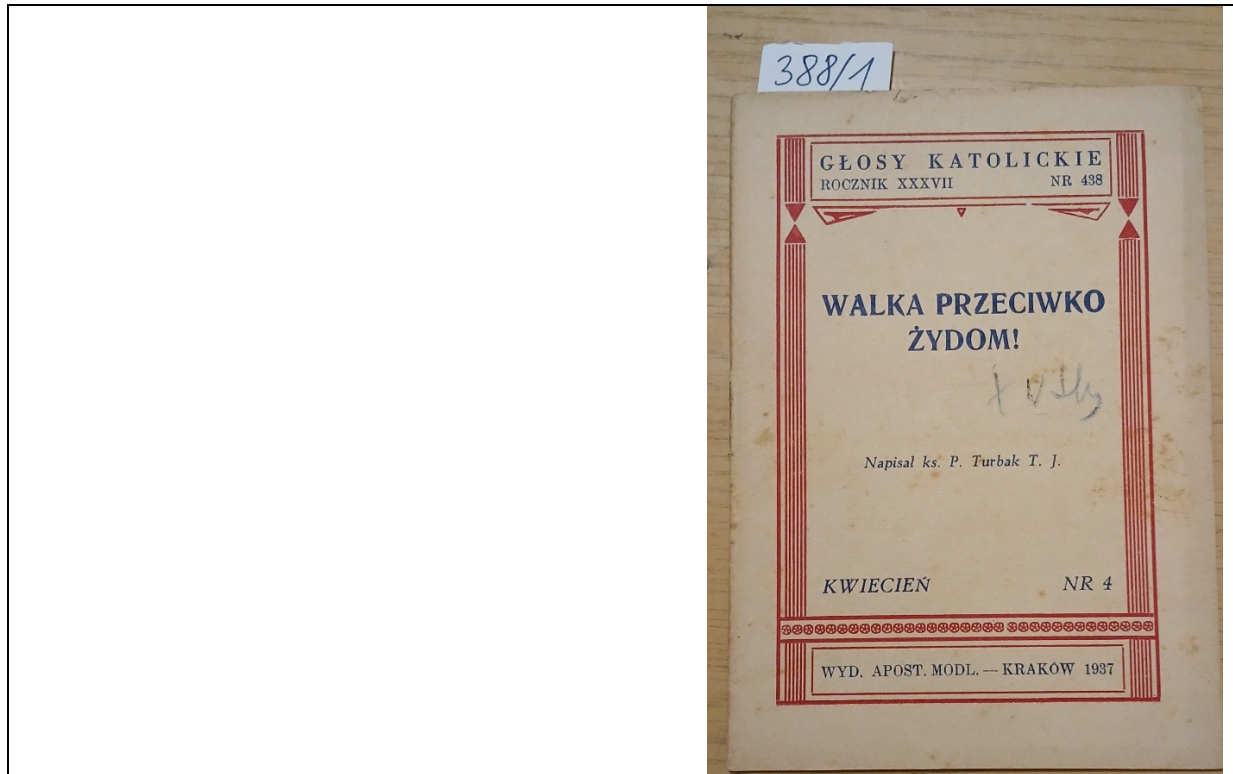 388/1
GŁOSY KATOLICKIE
ROCZNIK XXXVII NR 438
WALKA PRZECIWKO
ŻYDOM!
Napisał ks. P. Turbak T. J.
KWIECIEŃ NR 4
WYD. APOST. MODL. — KRAKÓW 1937